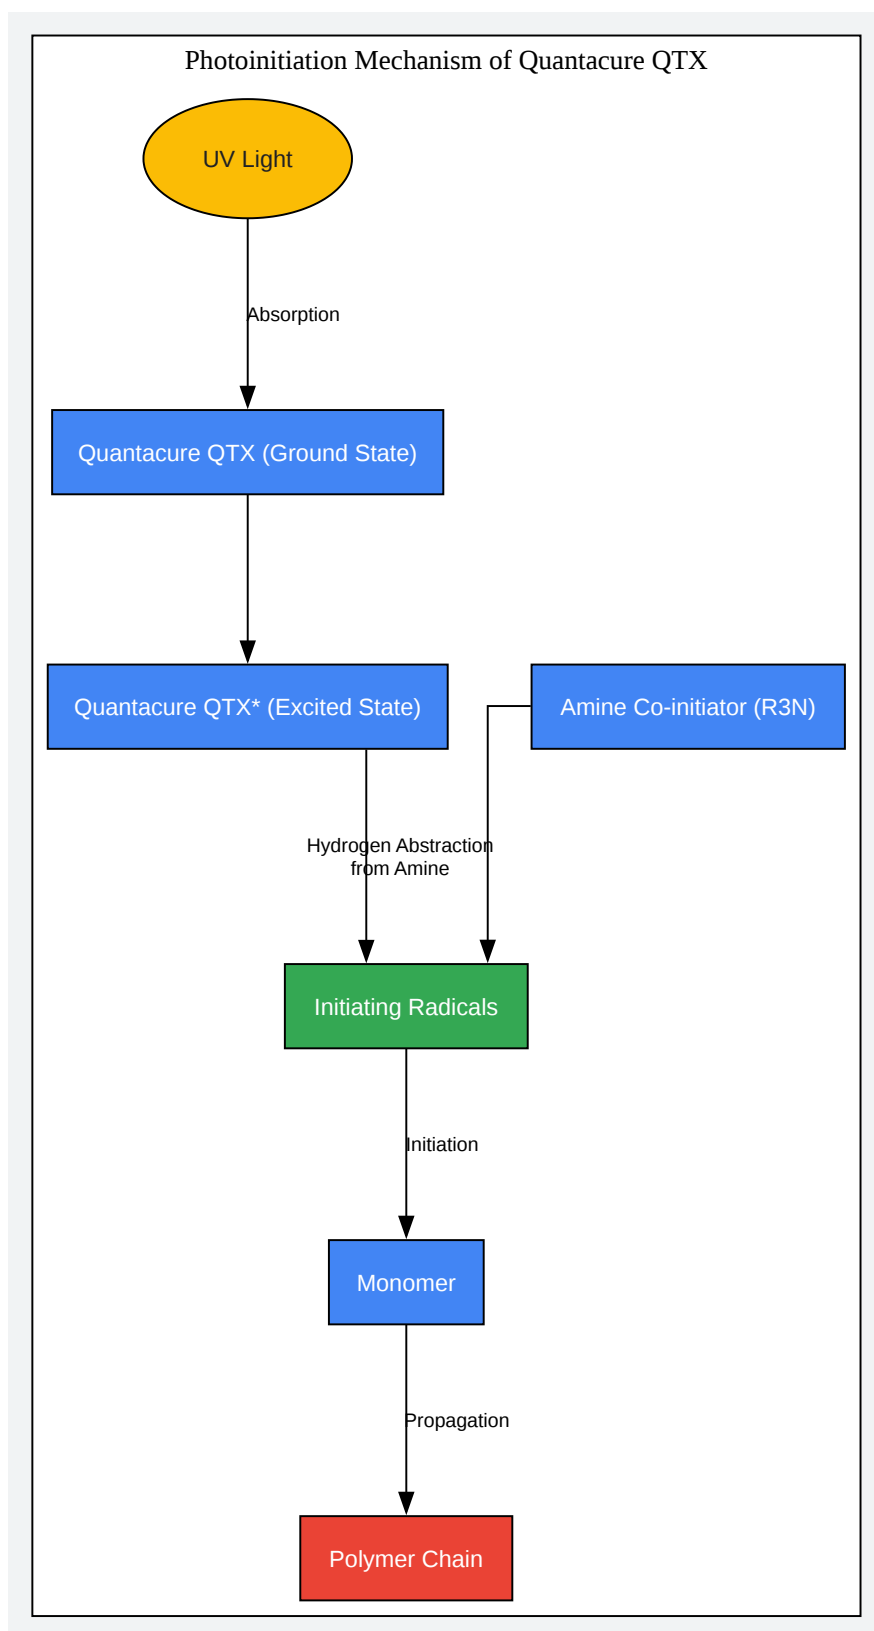 Photoinitiation Mechanism of Quantacure QTX
UV Light
Absorption
Quantacure QTX (Ground State)
Quantacure QTX* (Excited State)
Amine Co-initiator (R3N)
Hydrogen Abstraction
from Amine
Initiating Radicals
Initiation
Monomer
Propagation
Polymer Chain